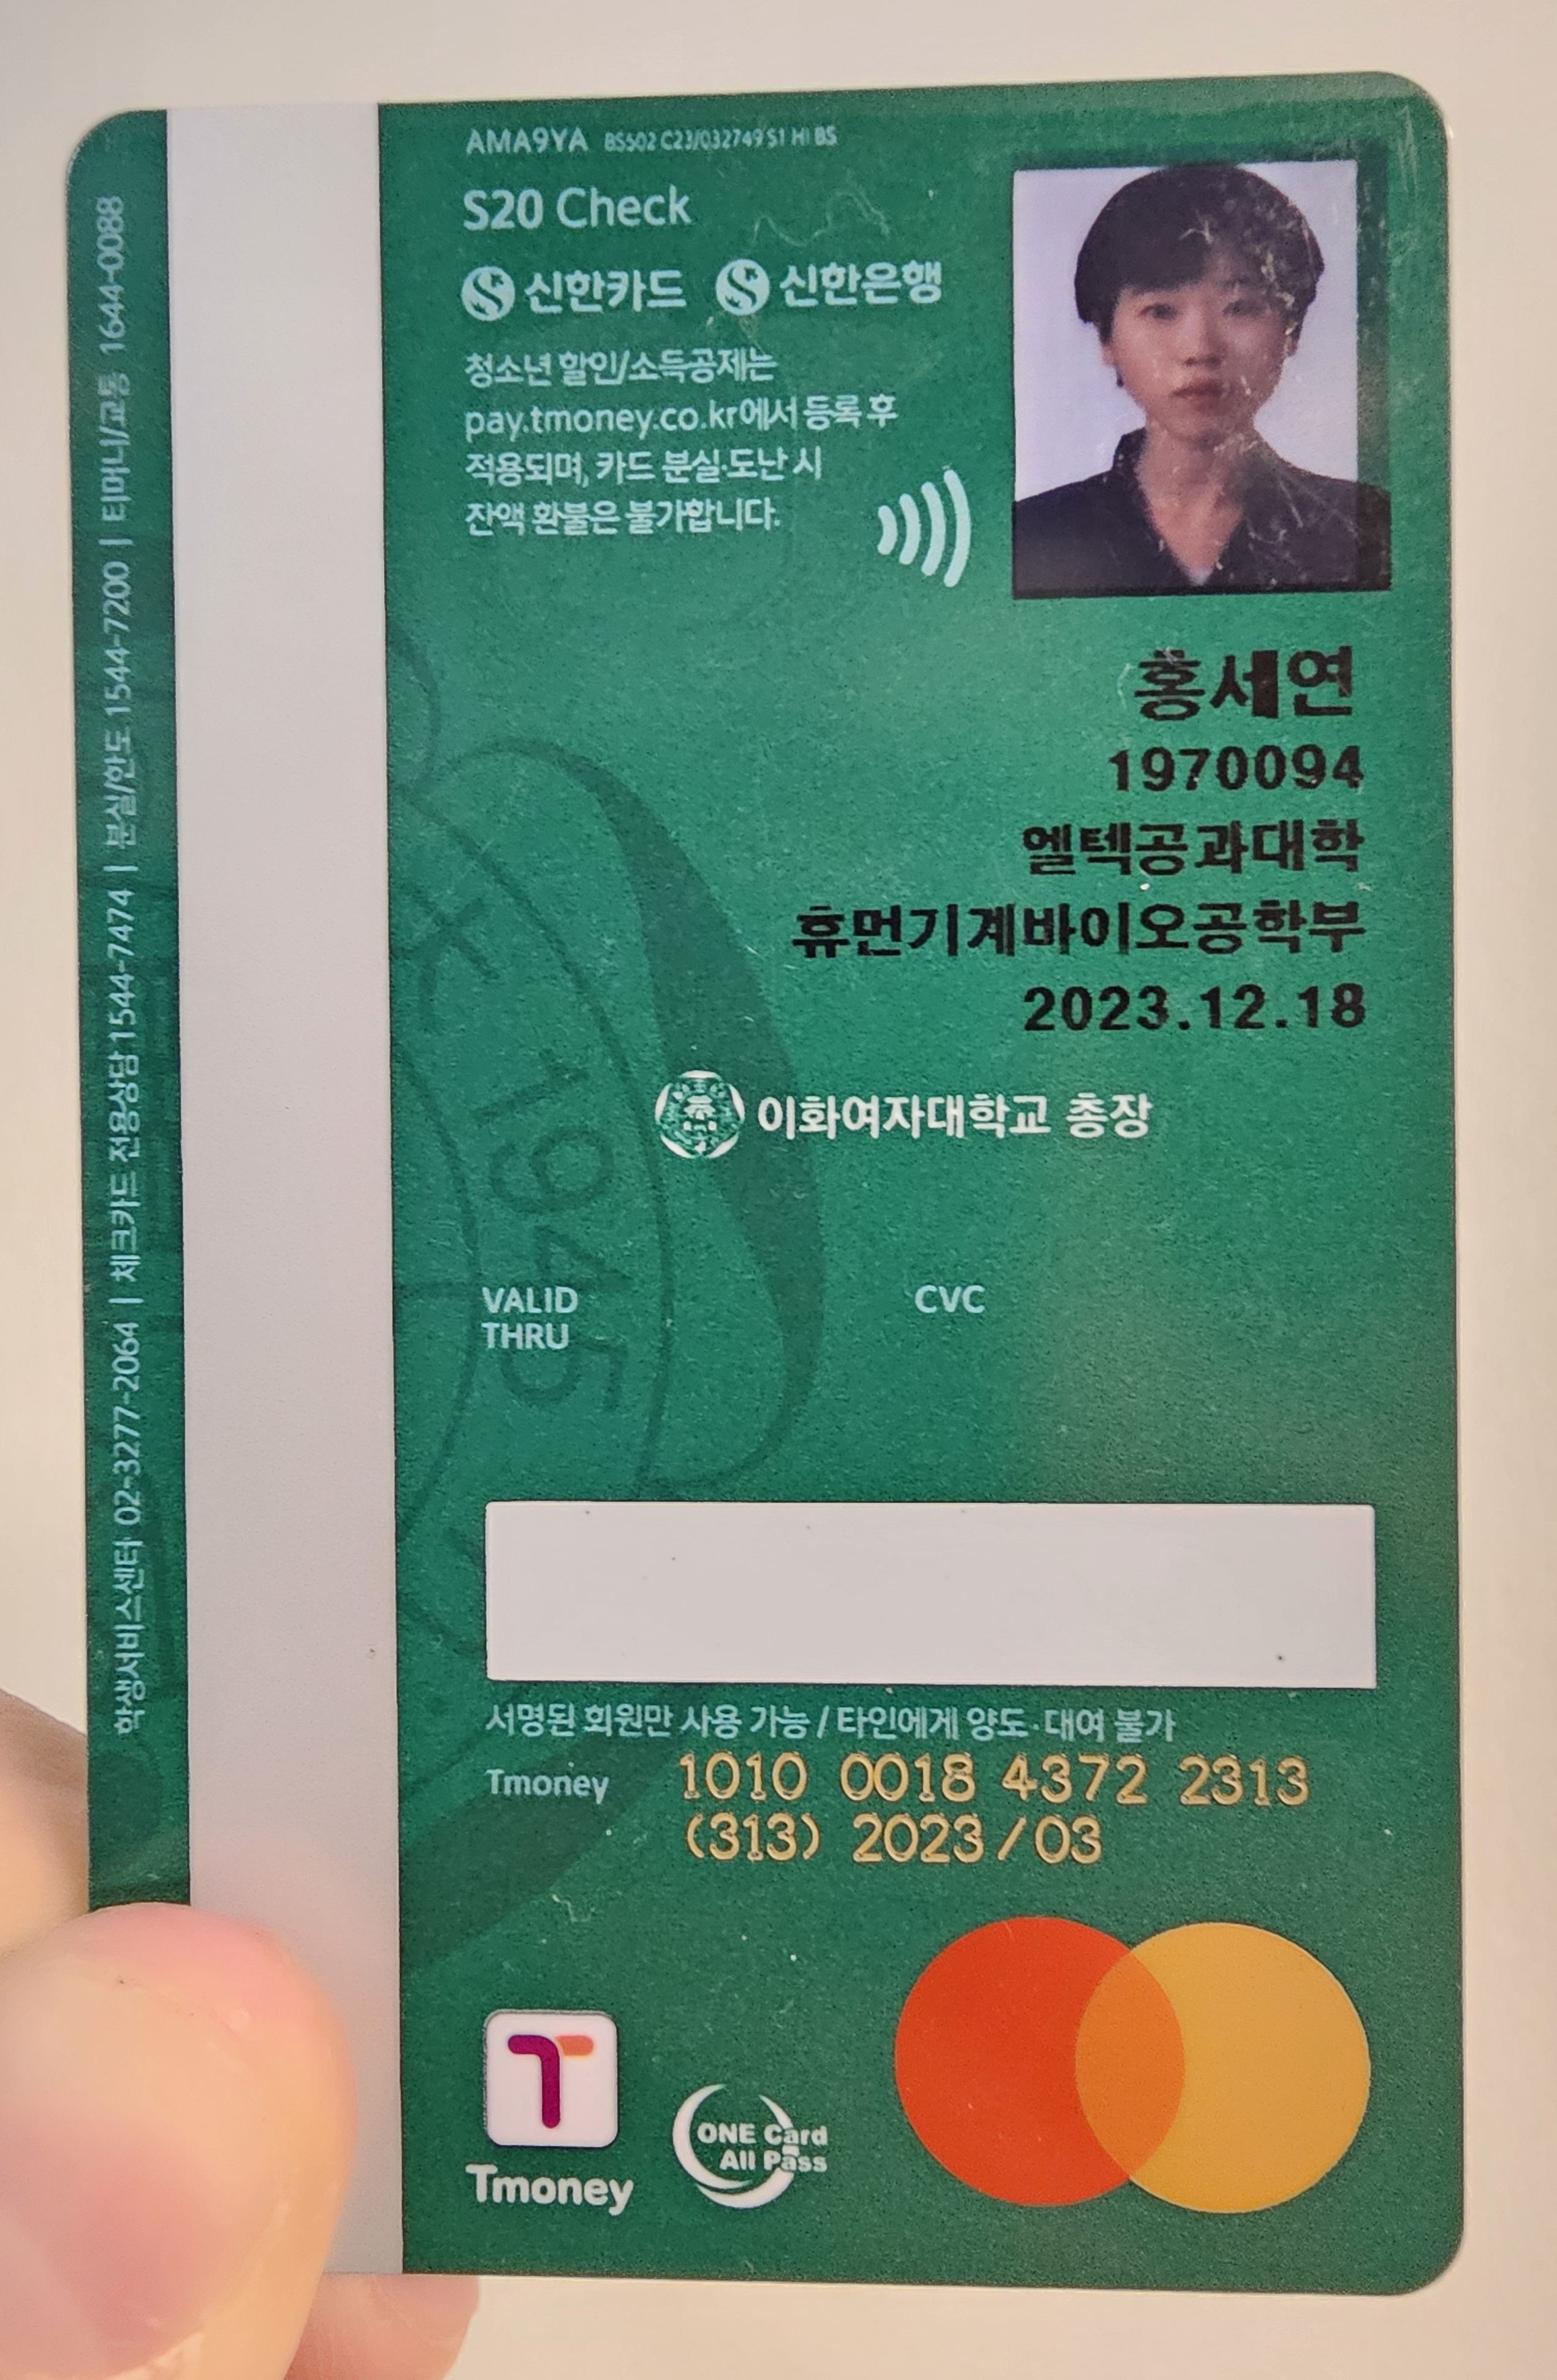 AMA9YA BS502 C23/032749 S1 HI BS
S20 Check
신한카드 신한은행
청소년 할인/소득공제는
pay.tmoney.co.kr에서 등록 후
적용되며, 카드 분실·도난 시
잔액 환불은 불가합니다.
홍세연
1970094
엘텍공과대학
휴먼기계바이오공학부
2023.12.18
이화여자대학교 총장
1945
VALID
THRU
CVC
서명된 회원만 사용 가능 / 타인에게 양도·대여 불가
Tmoney 1010 0018 4372 2313
(313) 2023/03
Tmoney
ONE Card
All Pass
학생서비스센터 02-3277-2064 | 체크카드 전용상담 1544-7474 | 분실/한도 1544-7200 | 티머니/교통 1644-0088